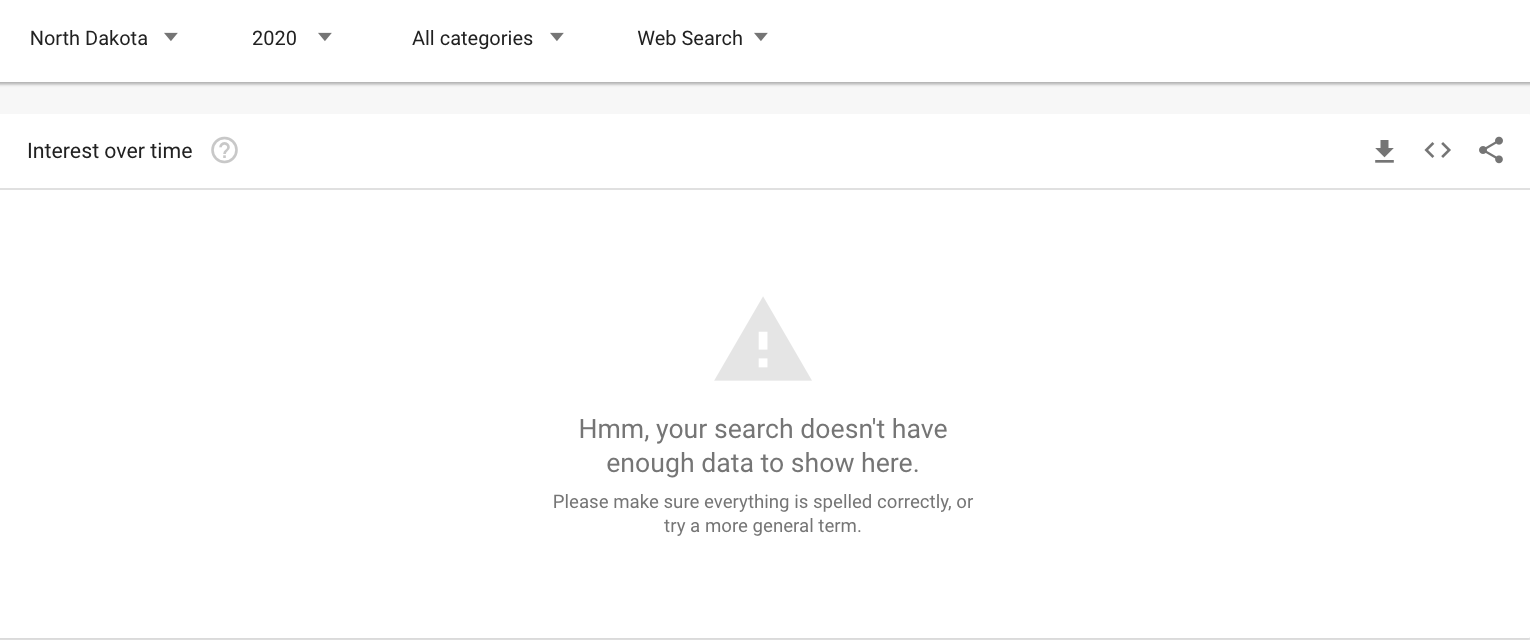 North Dakota 2020 All categories Web Search
Interest over time ?
Hmm, your search doesn't have
enough data to show here.
Please make sure everything is spelled correctly, or
try a more general term.